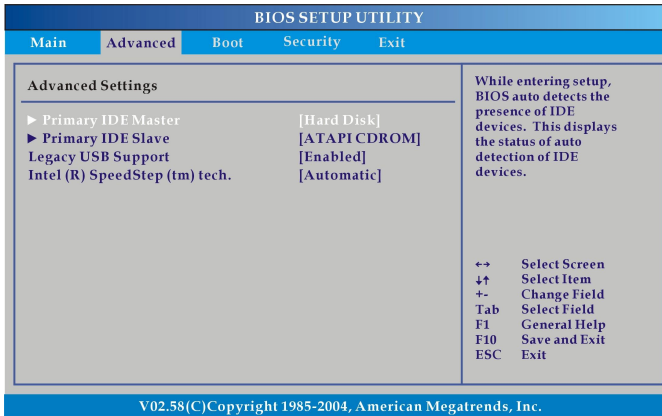 BIOS SETUP UTILITY
Main Advanced Boot Security Exit
Advanced Settings
► Primary IDE Master [Hard Disk]
► Primary IDE Slave [ATAPI CDROM]
Legacy USB Support [Enabled]
Intel (R) SpeedStep (tm) tech. [Automatic]
While entering setup,
BIOS auto detects the
presence of IDE
devices. This displays
the status of auto
detection of IDE
devices.
←→ Select Screen
↓↑ Select Item
+- Change Field
Tab Select Field
F1 General Help
F10 Save and Exit
ESC Exit
V02.58(C)Copyright 1985-2004, American Megatrends, Inc.